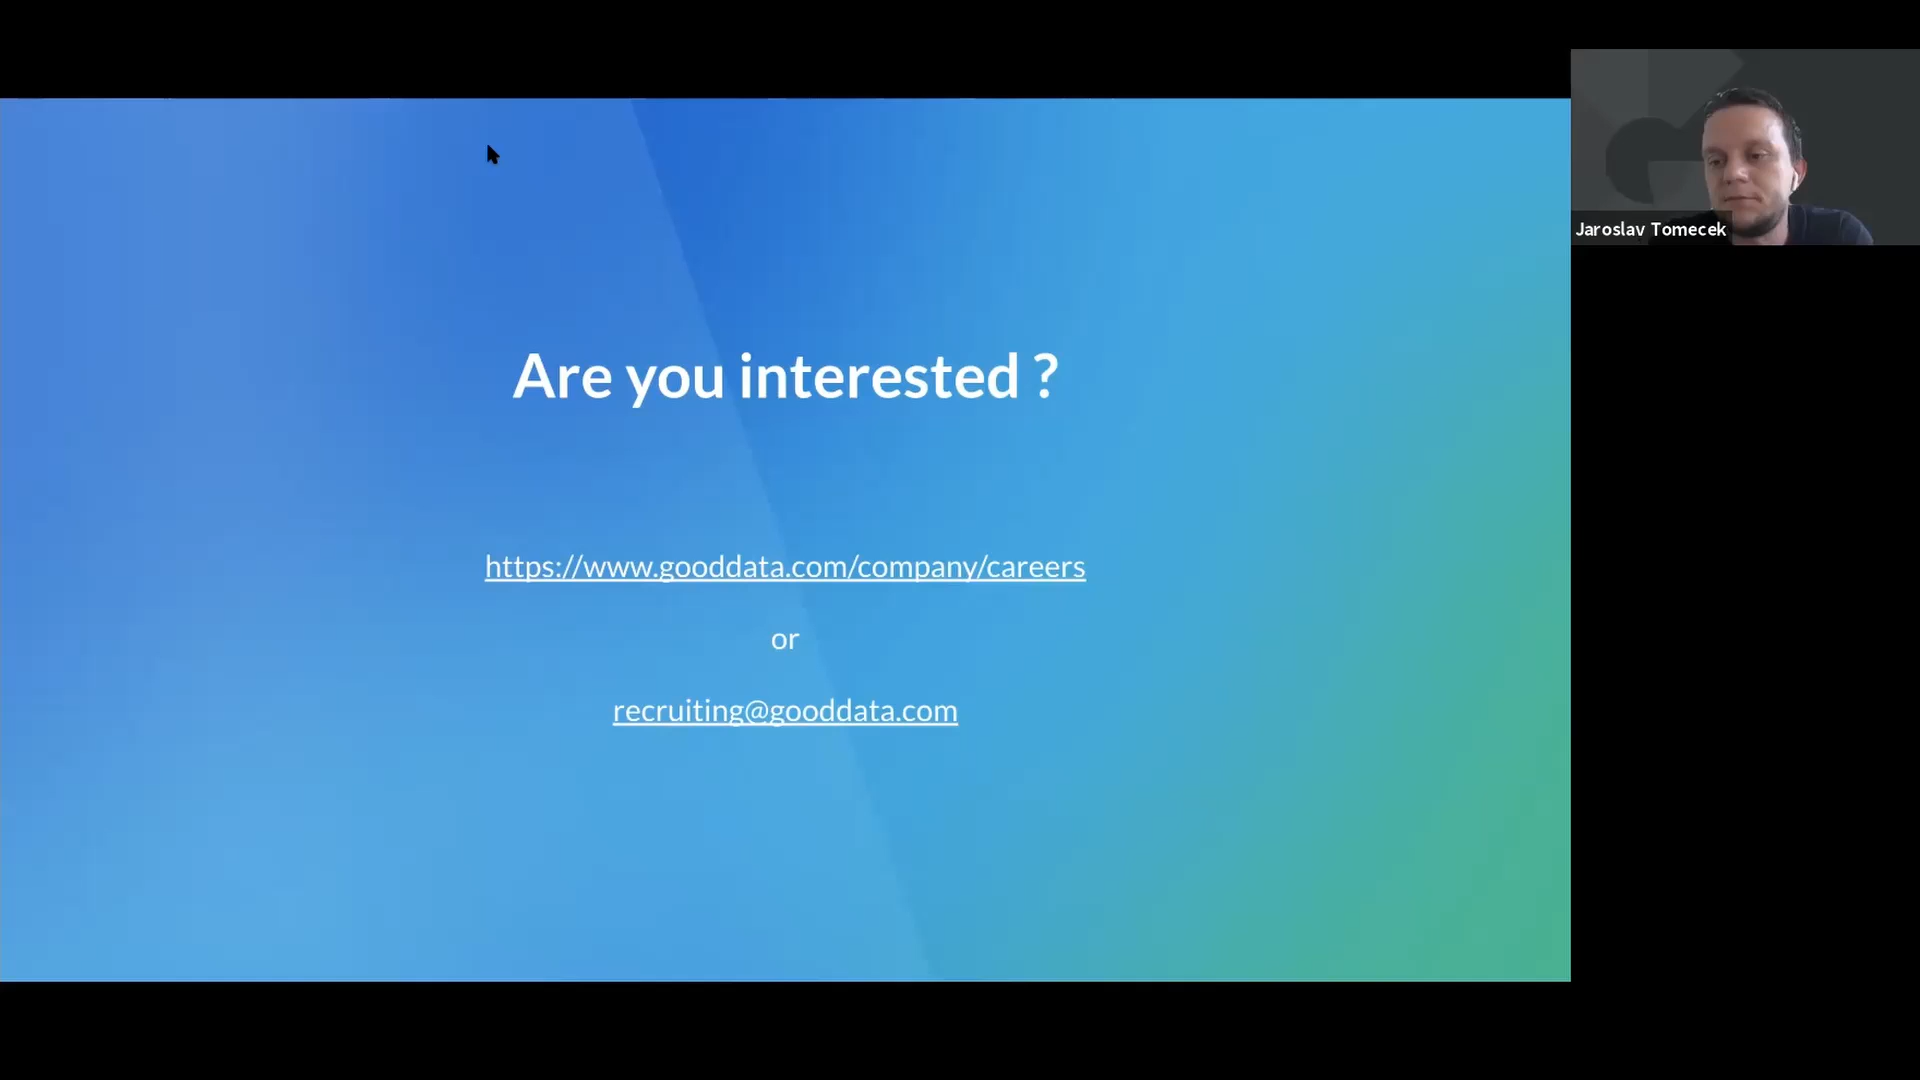 Are you interested ?
https://www.gooddata.com/company/careers
or
recruiting@gooddata.com
Jaroslav Tomecek